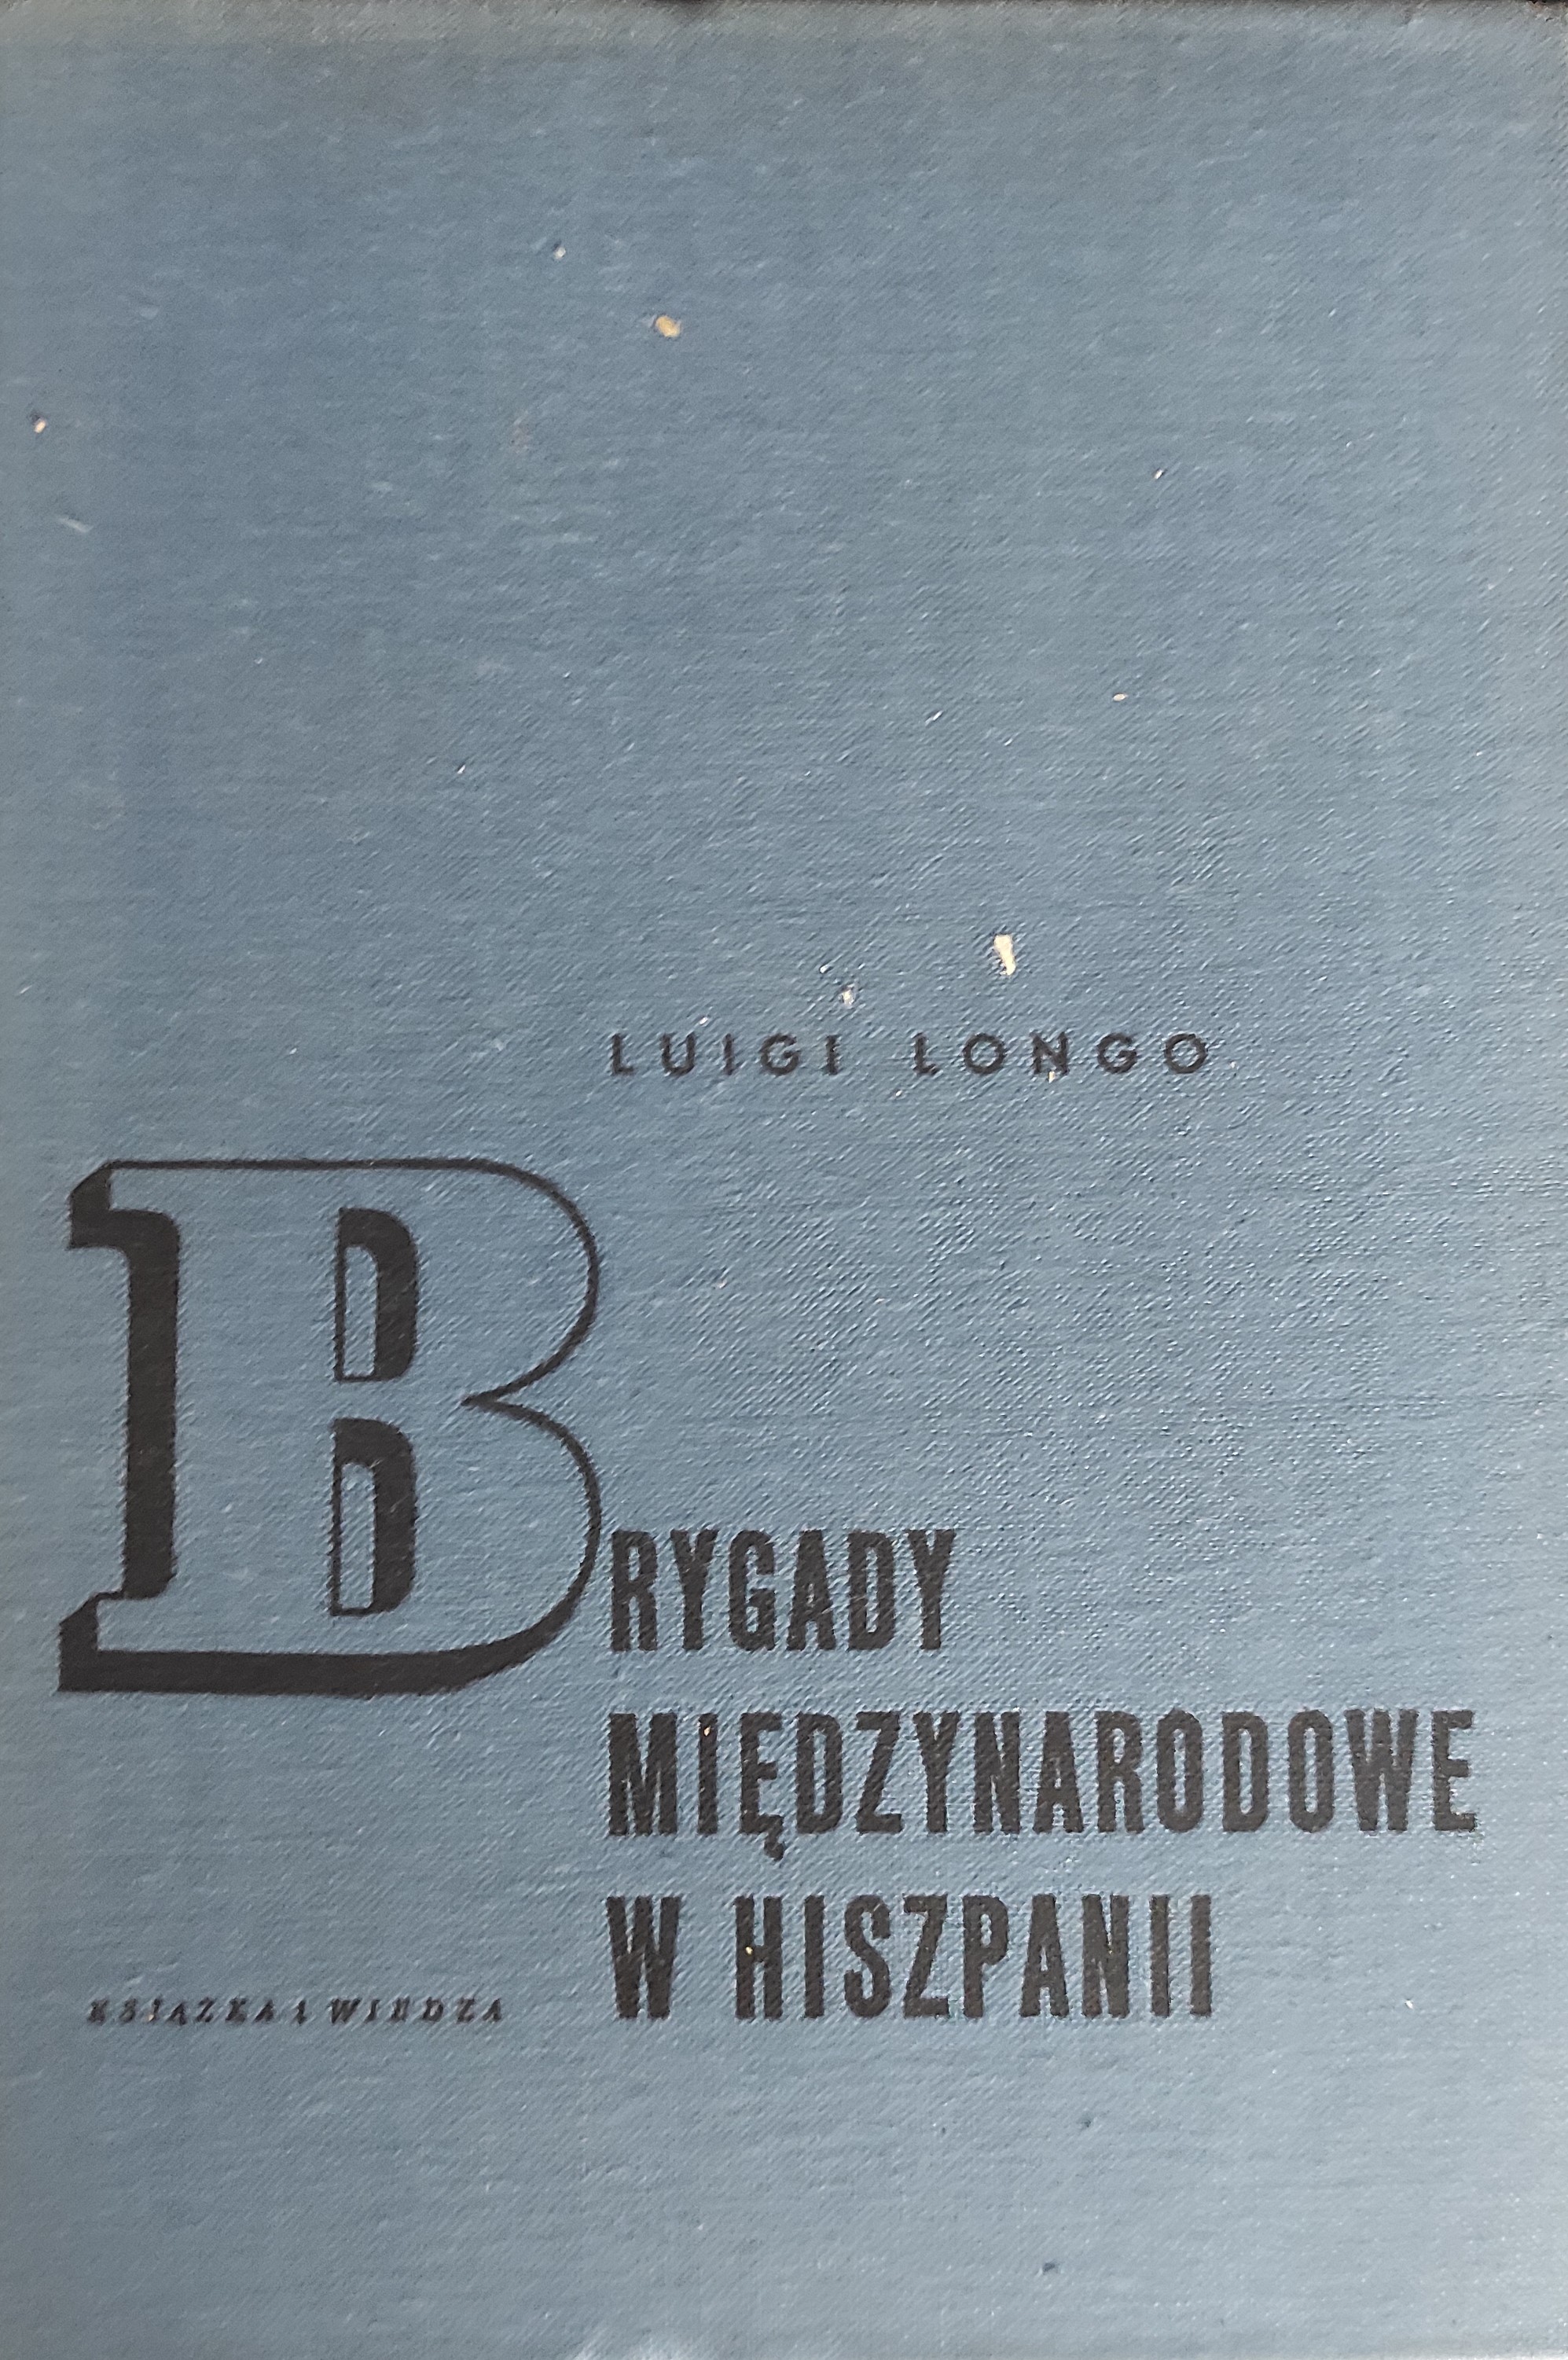 LUIGI LONGO
BRYGADY
MIĘDZYNARODOWE
W HISZPANII
KSIĄŻKA I WIEDZA